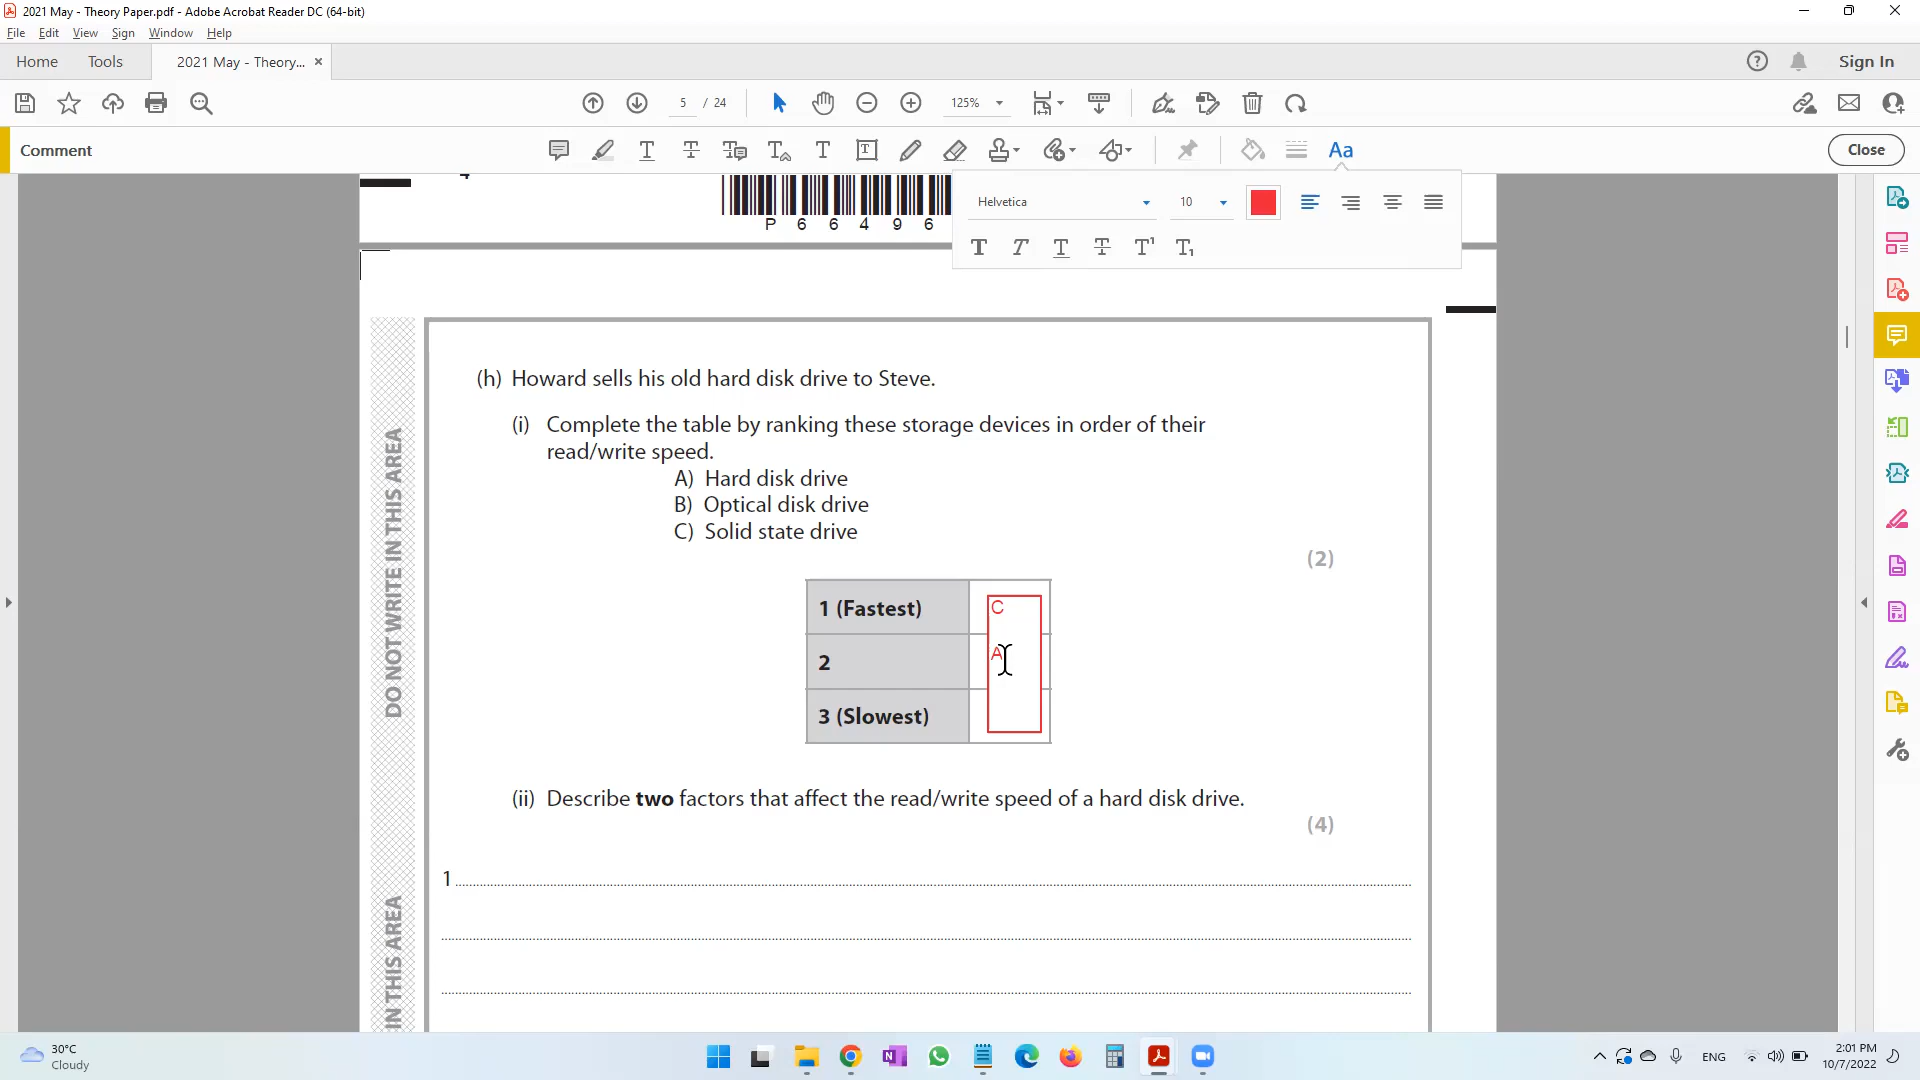 2021 May - Theory Paper.pdf - Adobe Acrobat Reader DC (64-bit)
File Edit View Sign Window Help
Home Tools 2021 May - Theory... Sign In
5 / 24 125%
Comment Aa Close
Helvetica 10
P 6 6 4 9 6
DO NOT WRITE IN THIS AREA
(h) Howard sells his old hard disk drive to Steve.
(i) Complete the table by ranking these storage devices in order of their
read/write speed.
A) Hard disk drive
B) Optical disk drive
C) Solid state drive
(2)
1 (Fastest) C
2 A
3 (Slowest)
(ii) Describe two factors that affect the read/write speed of a hard disk drive.
(4)
1
IN THIS AREA
30°C
Cloudy
ENG
2:01 PM
10/7/2022